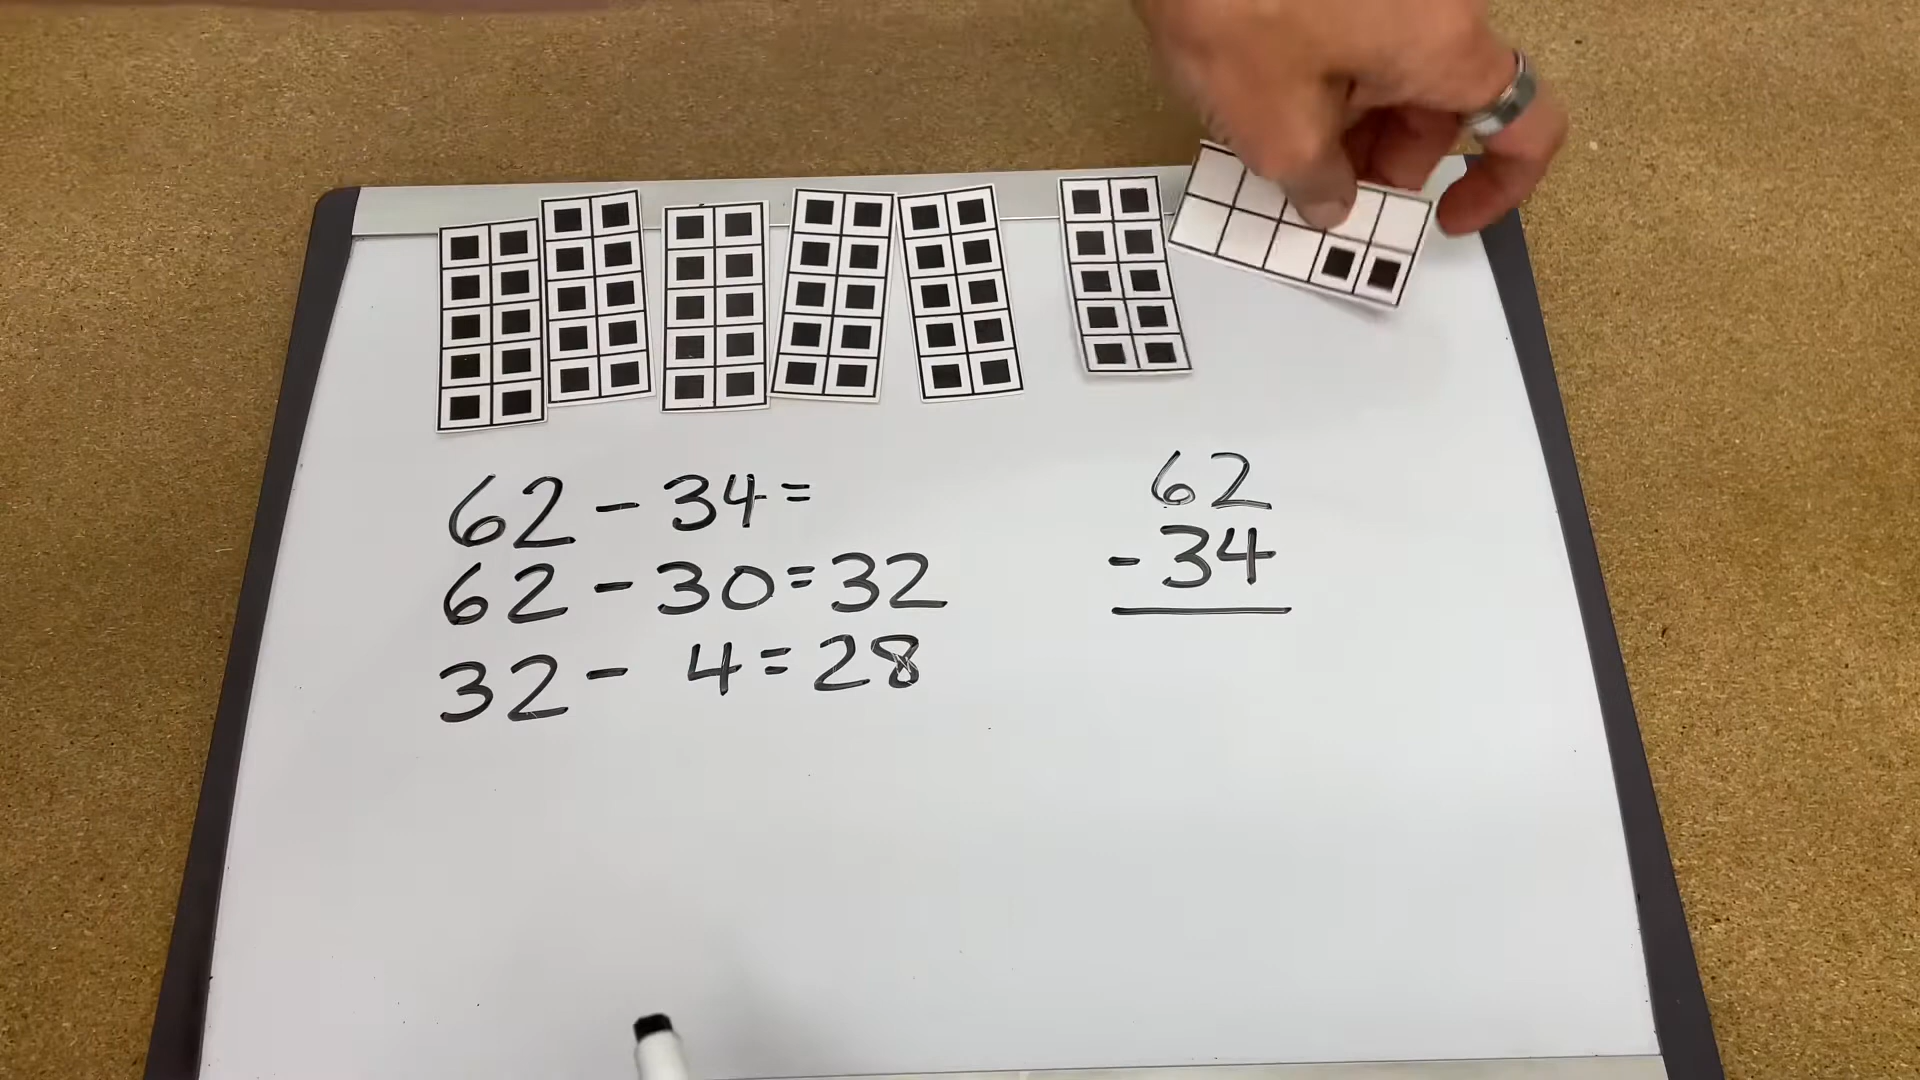 62 - 34 =
62 - 30 = 32
32 - 4 = 28
62
- 34